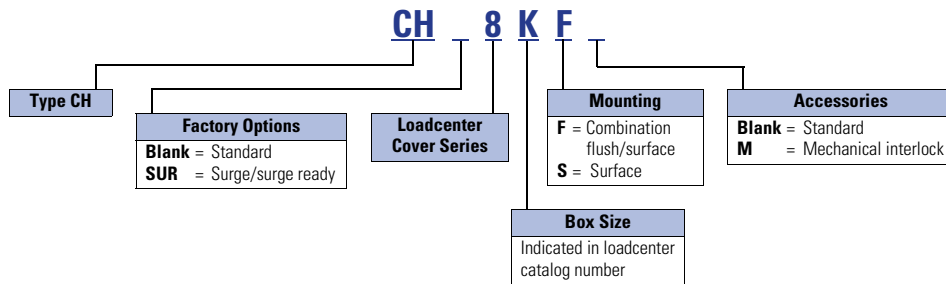 CH _ 8 K F _
Type CH
Factory Options
Blank = Standard
SUR = Surge/surge ready
Loadcenter
Cover Series
Mounting
F = Combination
flush/surface
S = Surface
Accessories
Blank = Standard
M = Mechanical interlock
Box Size
Indicated in loadcenter
catalog number